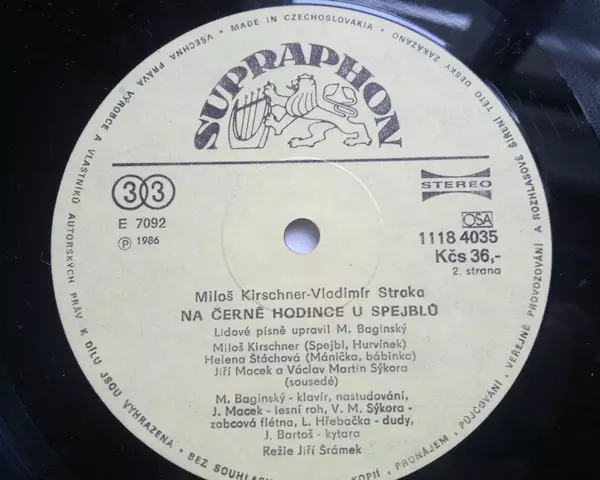 MADE IN CZECHOSLOVAKIA • VŠECHNA PRÁVA VÝROBCE A VLASTNÍKŮ AUTORSKÝCH PRÁV K DÍLU JSOU VYHRAZENA • BEZ SOUHLASU
KOPIÍ, PRONÁJEM, PŮJČOVÁNÍ, VEŘEJNÉ PROVOZOVÁNÍ A ROZHLASOVÉ ŠÍŘENÍ TÉTO DESKY ZAKÁZÁNO •
SUPRAPHON
33
STEREO
E 7092
OSA
℗ 1986
1118 4035
Kčs 36,-
2. strana
Miloš Kirschner-Vladimír Straka
NA ČERNÉ HODINCE U SPEJBLŮ
Lidové písně upravil M. Baginský
Miloš Kirschner (Spejbl, Hurvínek)
Helena Štáchová (Mánička, bábinka)
Jiří Macek a Václav Martin Sýkora
(sousedé)
M. Baginský - klavír, nastudování,
J. Macek - lesní roh, V. M. Sýkora -
zobcová flétna, L. Hřebačka - dudy,
J. Bartoš - kytara
Režie Jiří Šrámek